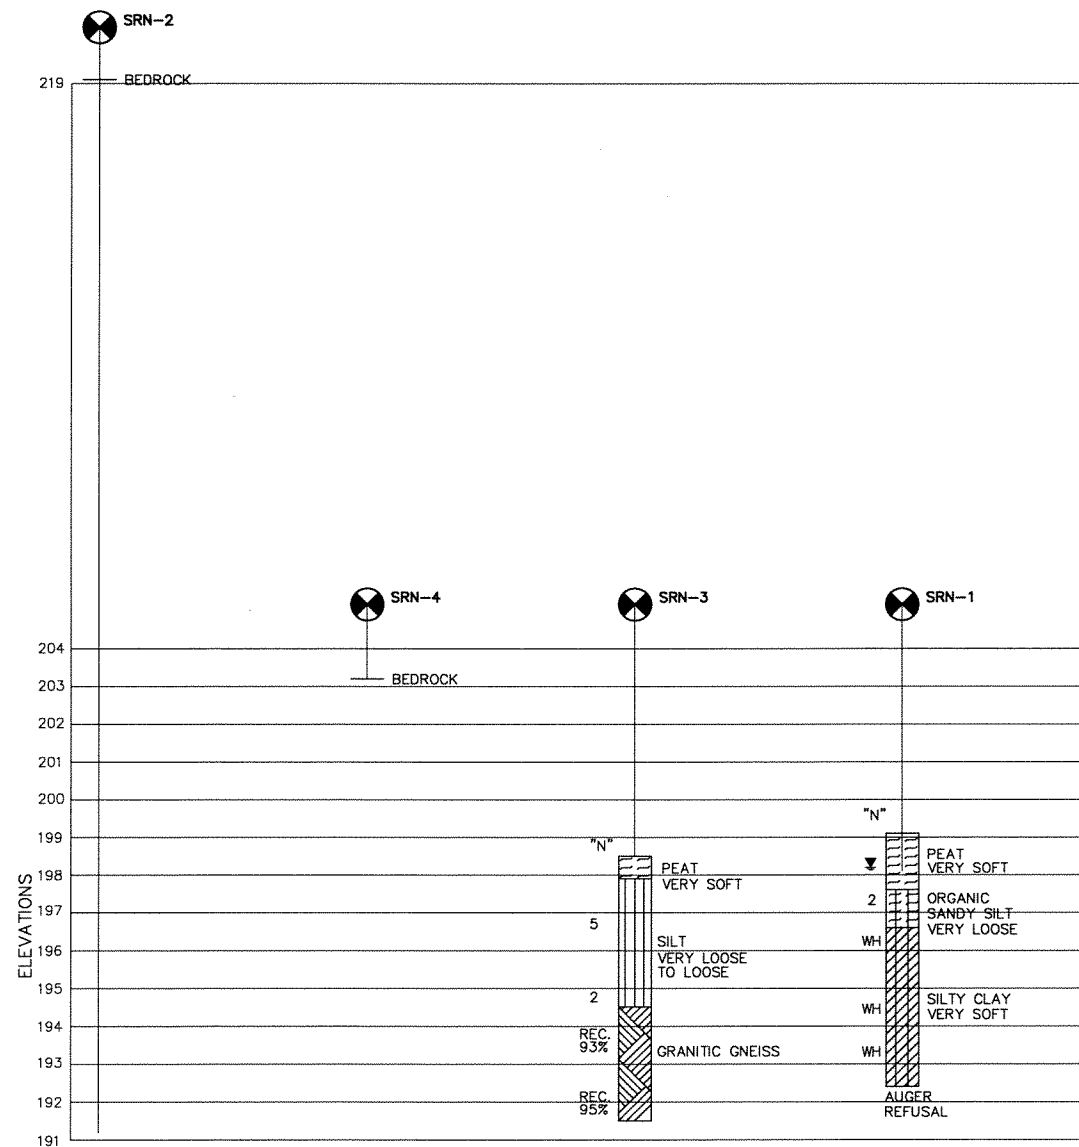 SRN-2
BEDROCK
219
SRN-4
SRN-3
SRN-1
204
BEDROCK
203
202
201
200
"N"
199
"N"
PEAT
VERY SOFT
PEAT
VERY SOFT
198
2
ORGANIC
SANDY SILT
VERY LOOSE
197
5
SILT
VERY LOOSE
TO LOOSE
WH
196
ELEVATIONS
195
2
WH
SILTY CLAY
VERY SOFT
194
REC.
93%
GRANITIC GNEISS
WH
193
REC.
95%
AUGER
REFUSAL
192
191